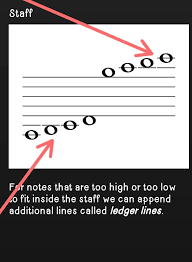 Staff
For notes that are too high or too low
to fit inside the staff we can append
additional lines called ledger lines.